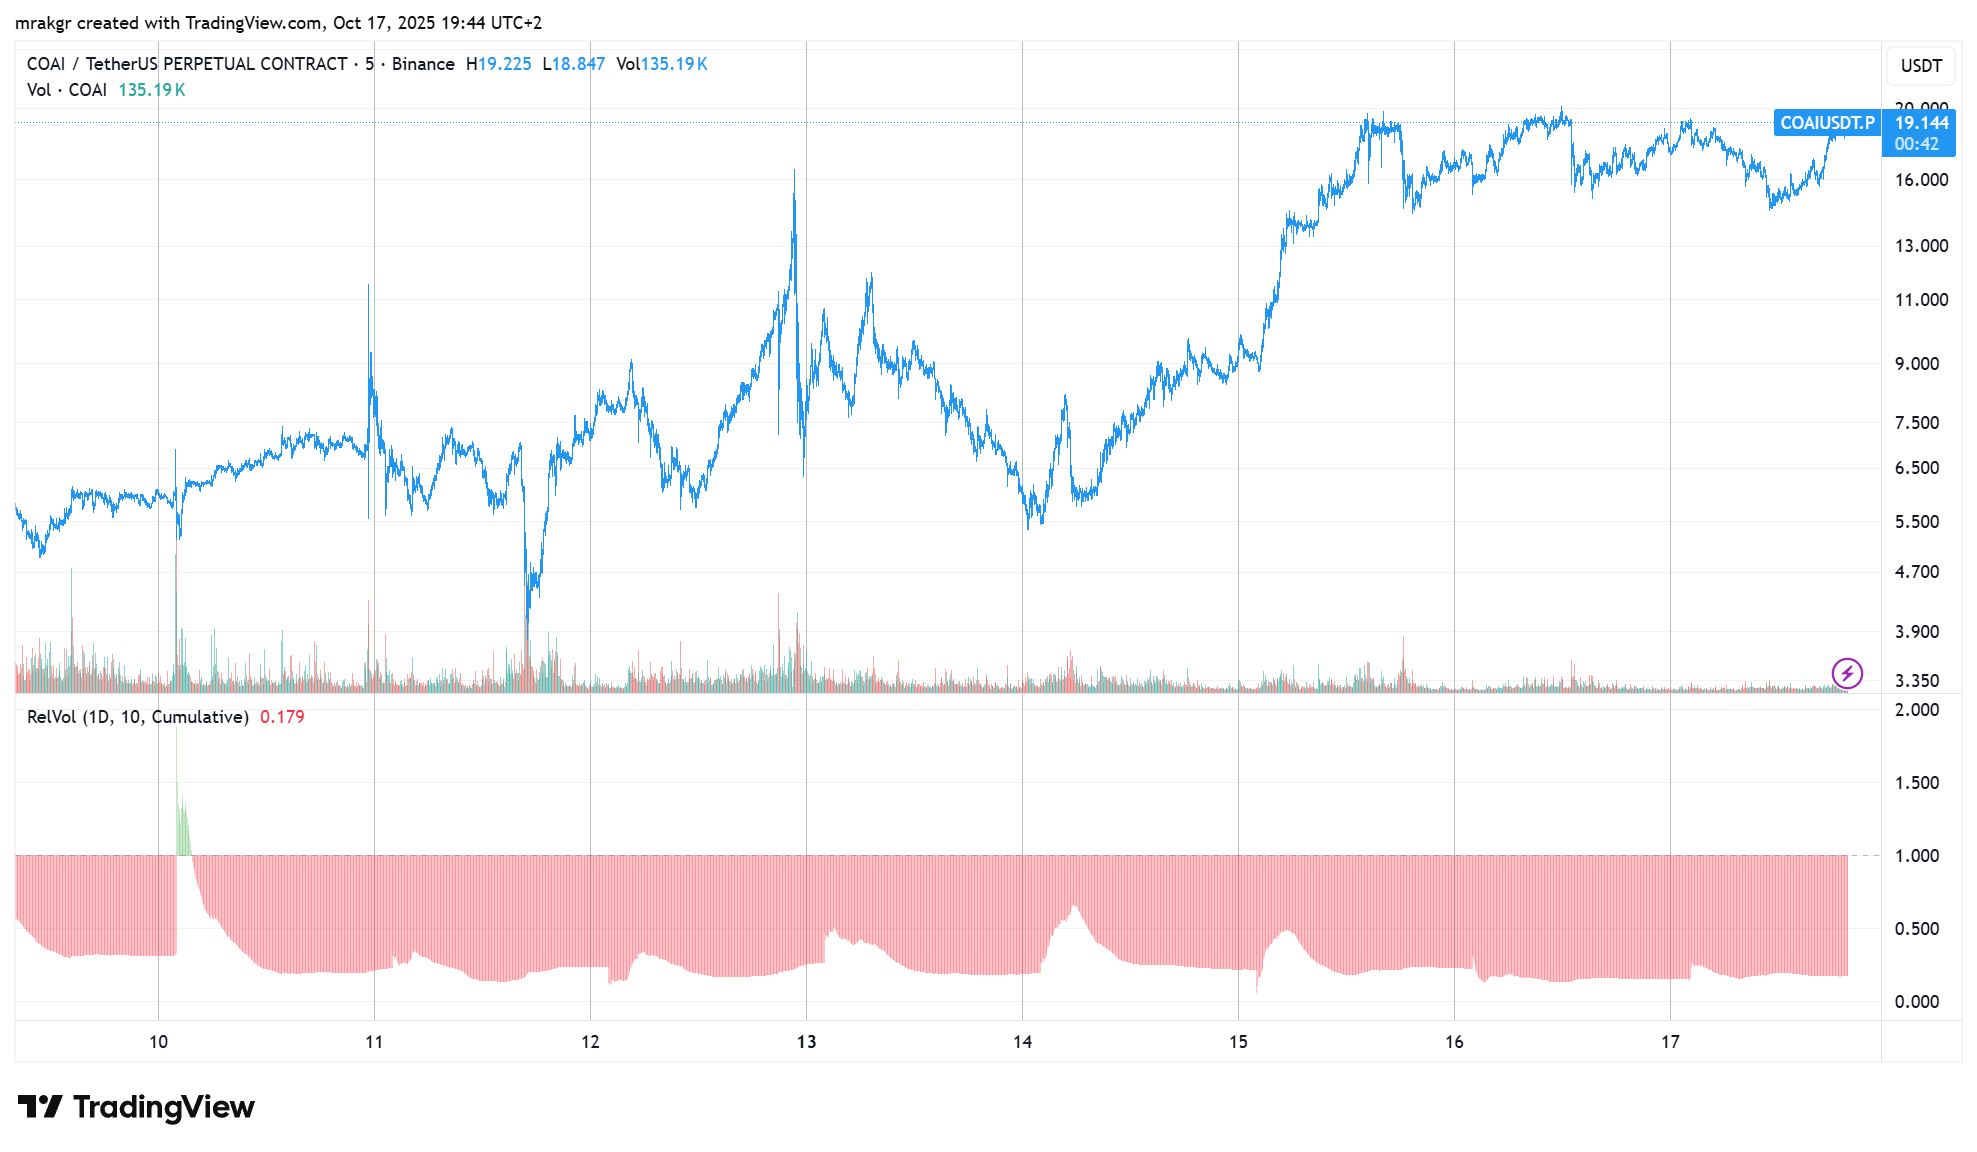 mrakgr created with TradingView.com, Oct 17, 2025 19:44 UTC+2
COAI / TetherUS PERPETUAL CONTRACT · 5 · Binance H19.225 L18.847 Vol135.19K
USDT
Vol · COAI 135.19K
20.000
COAIUSDT.P 19.144
00:42
16.000
13.000
11.000
9.000
7.500
6.500
5.500
4.700
3.900
3.350
RelVol (1D, 10, Cumulative) 0.179
2.000
1.500
1.000
0.500
0.000
10 11 12 13 14 15 16 17
TradingView